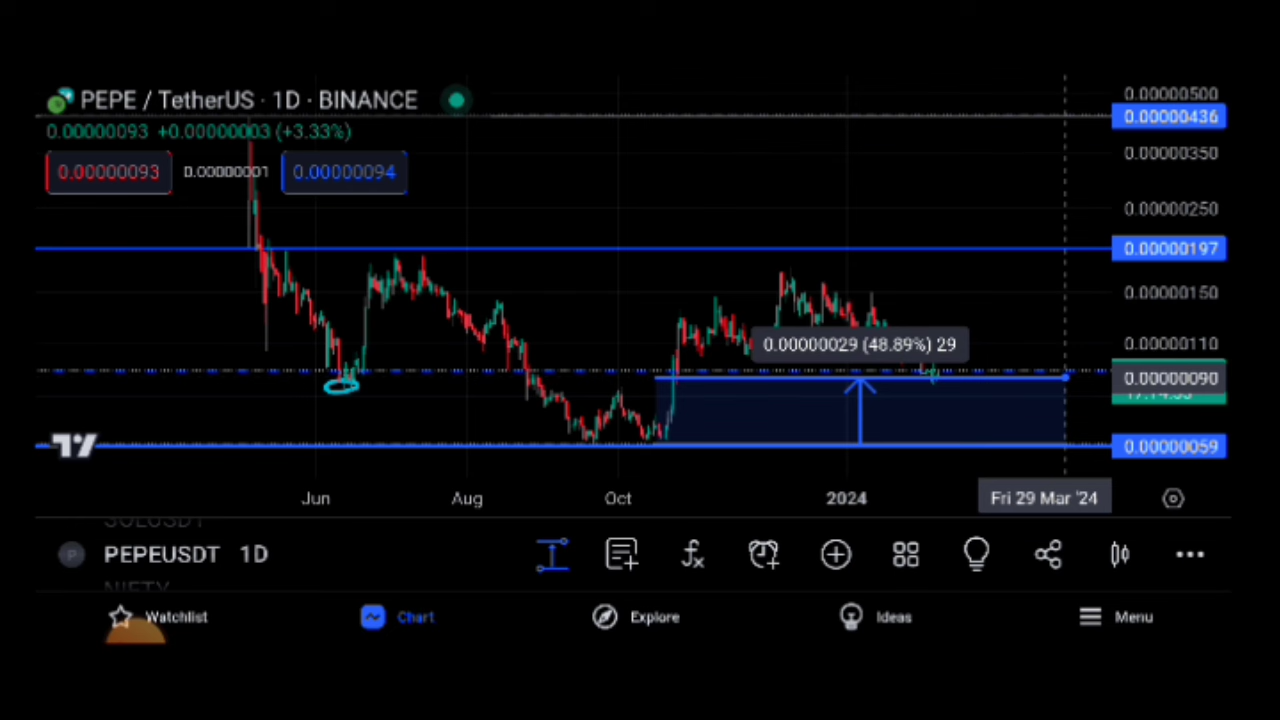 PEPE / TetherUS · 1D · BINANCE
0.00000093 +0.00000003 (+3.33%)
0.00000093 0.00000001 0.00000094
0.00000500
0.00000436
0.00000350
0.00000250
0.00000197
0.00000150
0.00000110
0.00000029 (48.89%) 29
0.00000090
0.00000059
Jun Aug Oct 2024 Fri 29 Mar '24
SOLUSDT
P PEPEUSDT 1D
NIFTY
Watchlist Chart Explore Ideas Menu